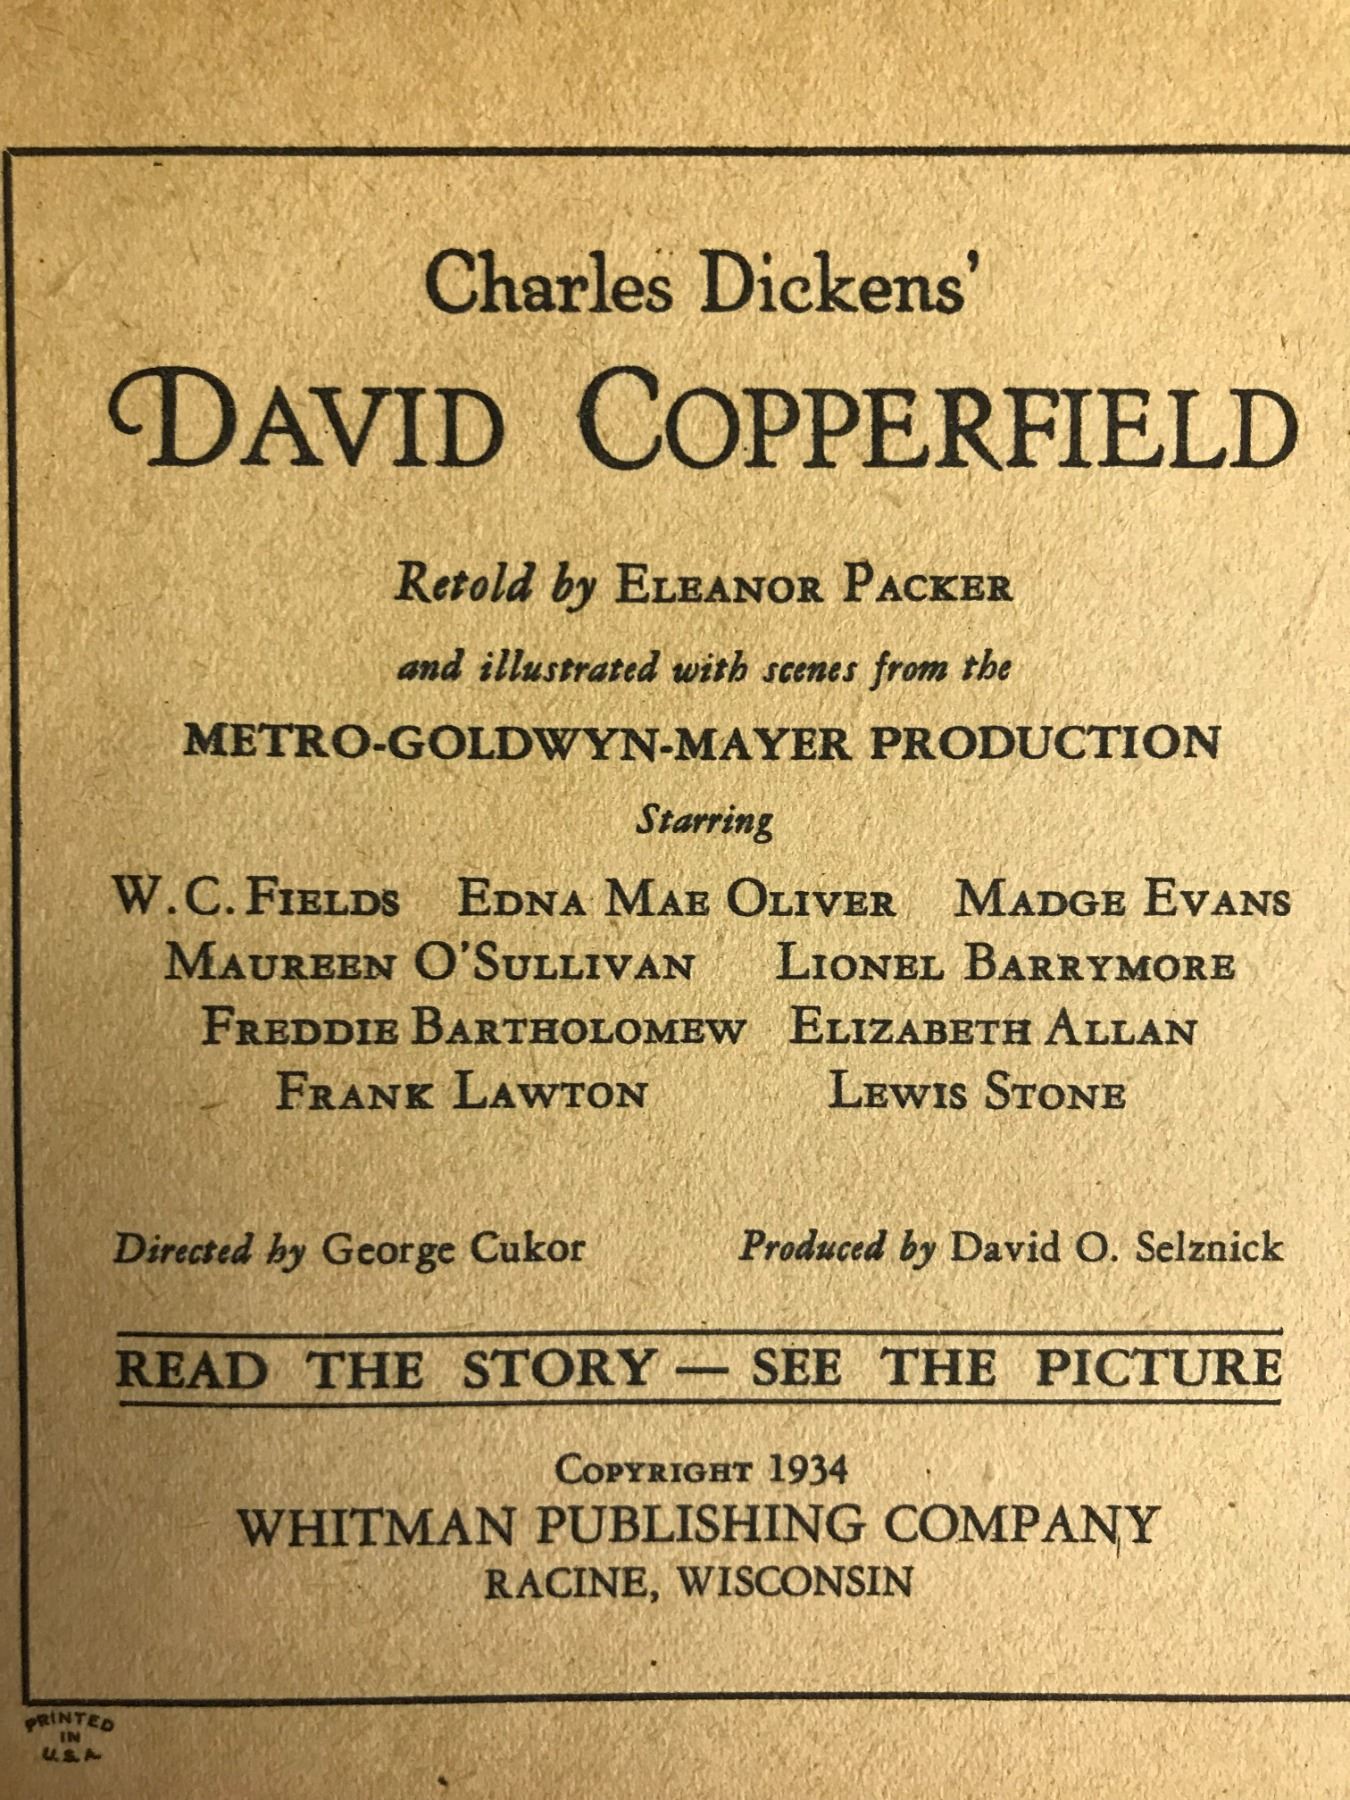 Charles Dickens'
DAVID COPPERFIELD
Retold by ELEANOR PACKER
and illustrated with scenes from the
METRO-GOLDWYN-MAYER PRODUCTION
Starring
W. C. FIELDS EDNA MAE OLIVER MADGE EVANS
MAUREEN O'SULLIVAN LIONEL BARRYMORE
FREDDIE BARTHOLOMEW ELIZABETH ALLAN
FRANK LAWTON LEWIS STONE
Directed by George Cukor Produced by David O. Selznick
READ THE STORY — SEE THE PICTURE
COPYRIGHT 1934
WHITMAN PUBLISHING COMPANY
RACINE, WISCONSIN
PRINTED
IN
U.S.A.